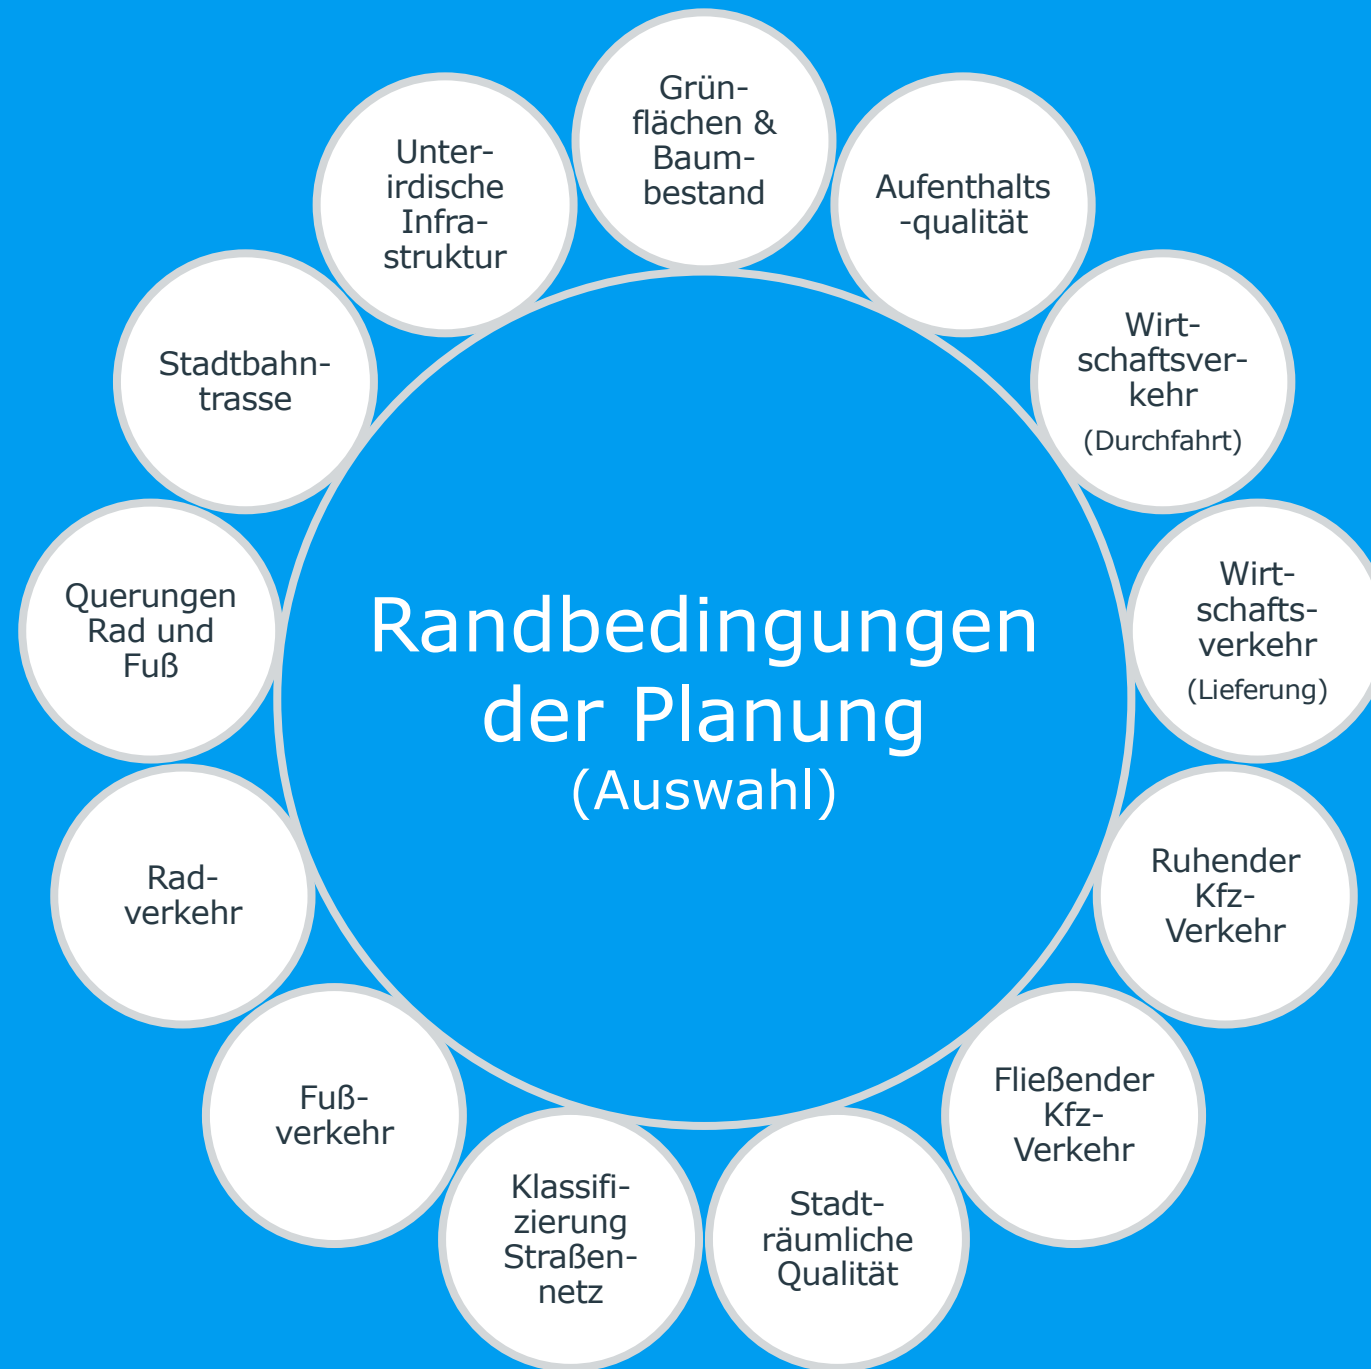 Grün-
flächen &
Baum-
bestand
Aufenthalts
-qualität
Wirt-
schaftsver-
kehr
(Durchfahrt)
Wirt-
schafts-
verkehr
(Lieferung)
Ruhender
Kfz-
Verkehr
Fließender
Kfz-
Verkehr
Stadt-
räumliche
Qualität
Klassifi-
zierung
Straßen-
netz
Fuß-
verkehr
Rad-
verkehr
Querungen
Rad und
Fuß
Stadtbahn-
trasse
Unter-
irdische
Infra-
struktur
Randbedingungen
der Planung
(Auswahl)